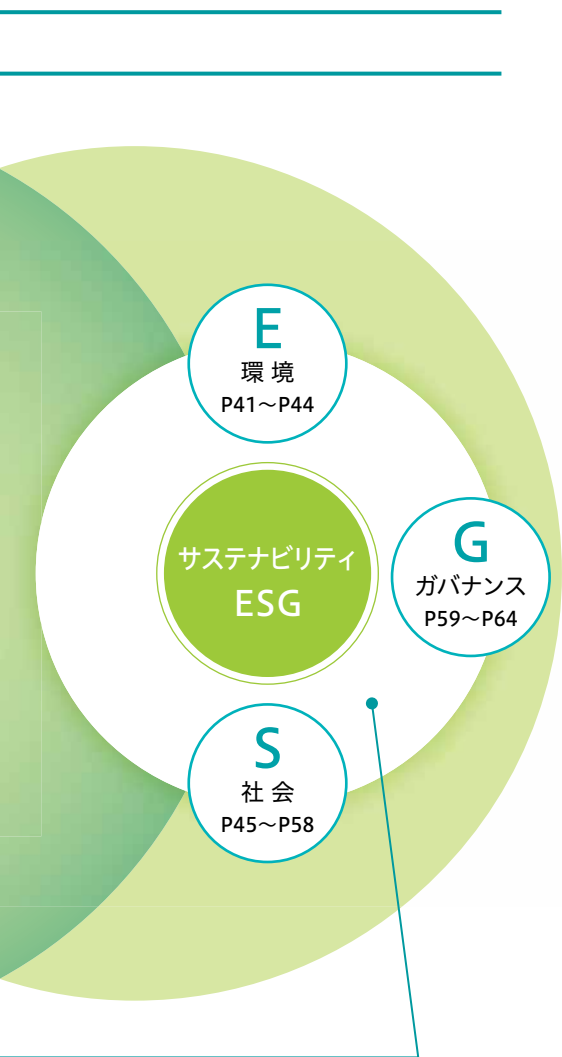 E
環 境
P41～P44
サステナビリティ
ESG
G
ガバナンス
P59～P64
S
社 会
P45～P58